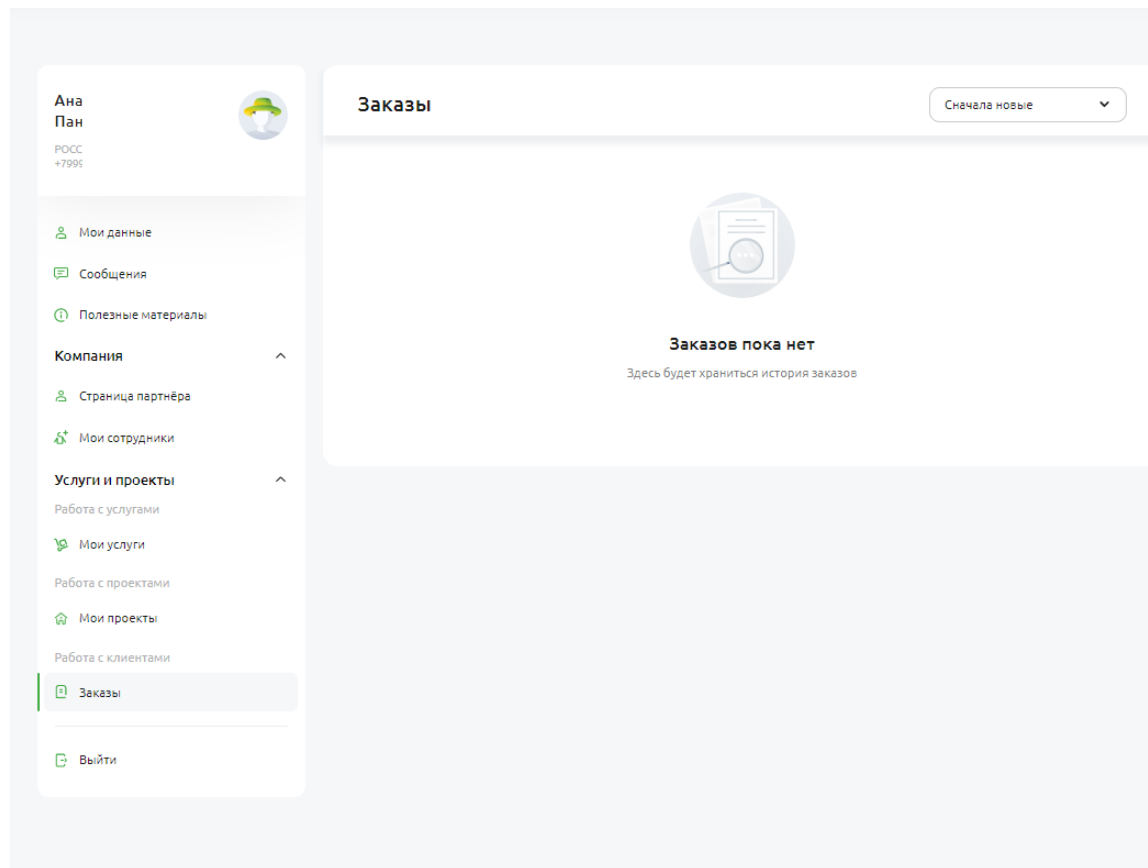 Ана
Пан
РОСС
+7999
Мои данные
Сообщения
Полезные материалы
Компания
Страница партнёра
Мои сотрудники
Услуги и проекты
Работа с услугами
Мои услуги
Работа с проектами
Мои проекты
Работа с клиентами
Заказы
Выйти
Заказы
Сначала новые
Заказов пока нет
Здесь будет храниться история заказов